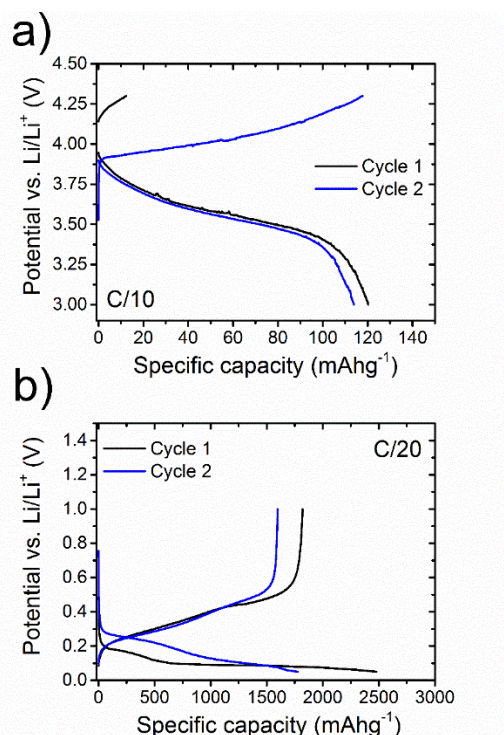 a)
4.50
4.25
4.00
3.75
3.50
3.25
3.00
Potential vs. Li/Li⁺ (V)
Cycle 1
Cycle 2
C/10
0 20 40 60 80 100 120 140
Specific capacity (mAhg⁻¹)
b)
1.4
1.2
1.0
0.8
0.6
0.4
0.2
0.0
Potential vs. Li/Li⁺ (V)
Cycle 1
Cycle 2
C/20
0 500 1000 1500 2000 2500 3000
Specific capacity (mAhg⁻¹)